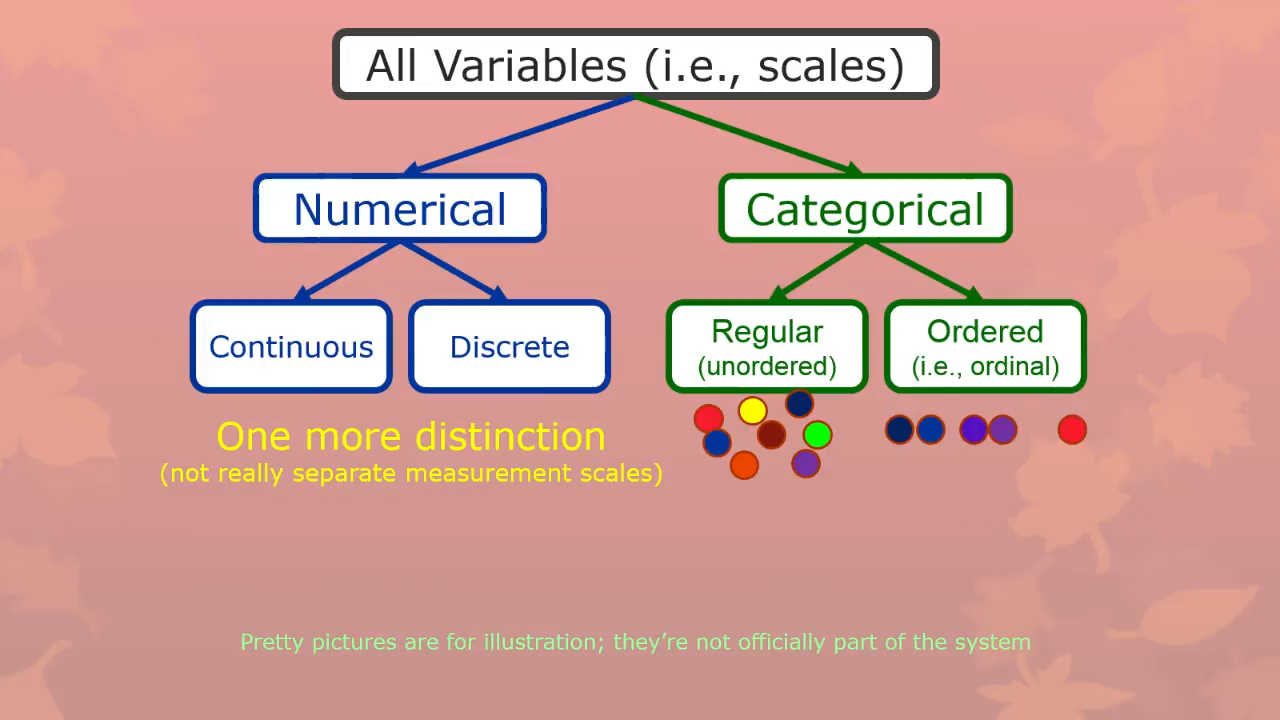 All Variables (i.e., scales)
Numerical
Categorical
Continuous
Discrete
Regular
(unordered)
Ordered
(i.e., ordinal)
One more distinction
(not really separate measurement scales)
Pretty pictures are for illustration; they’re not officially part of the system